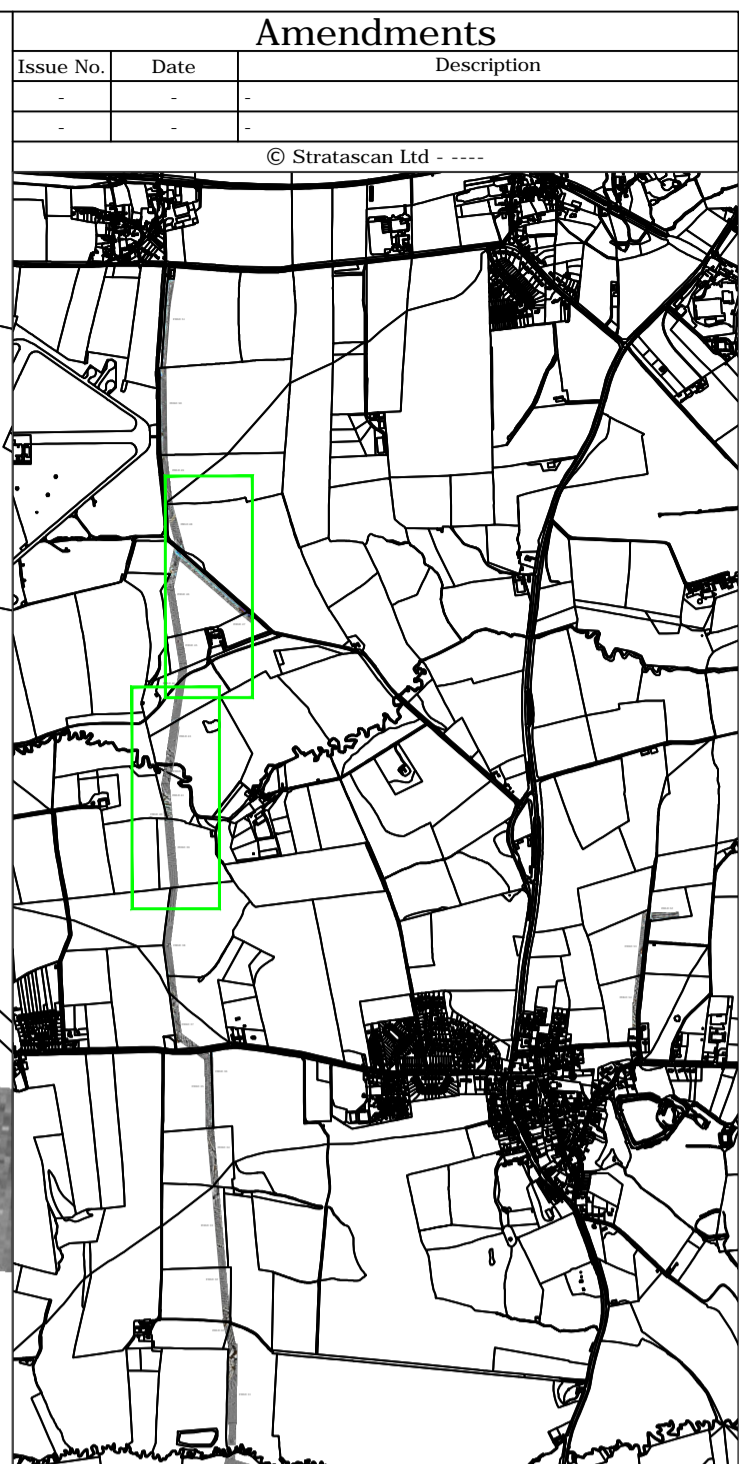 Amendments
Issue No. Date Description
- - -
- - -
© Stratascan Ltd - ----